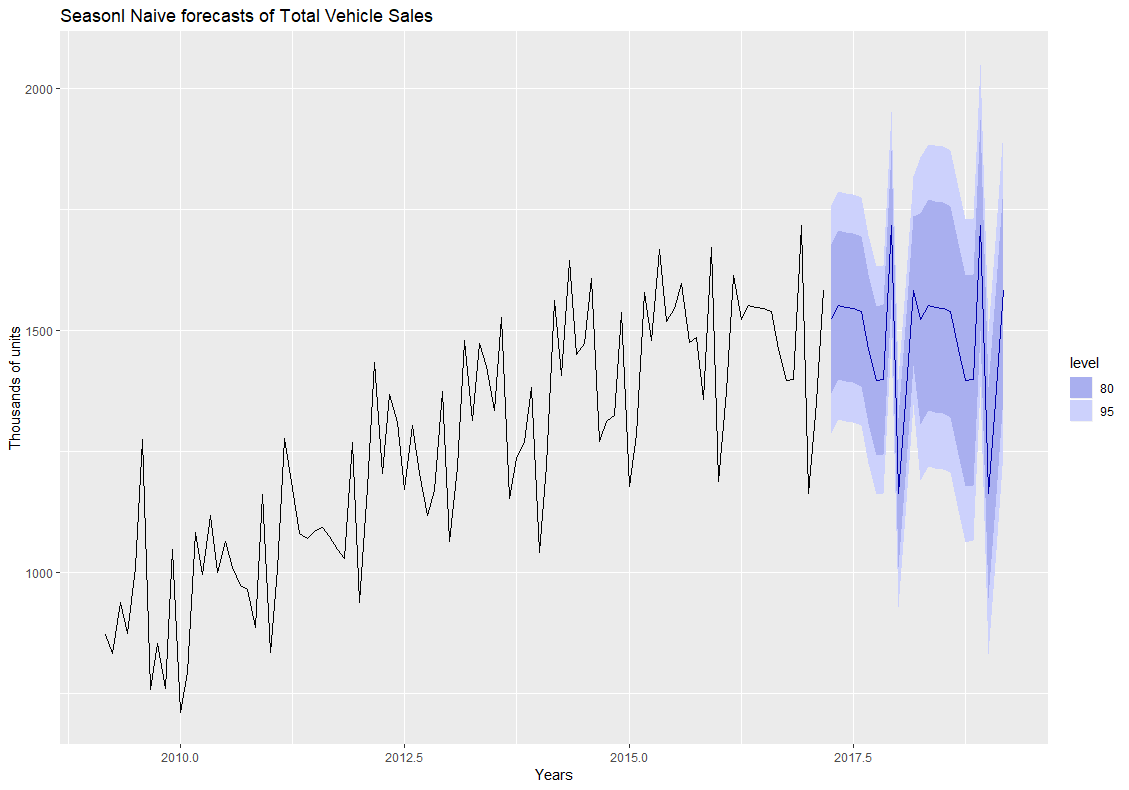 Seasonl Naive forecasts of Total Vehicle Sales
2000
1500
1000
Thousands of units
2010.0
2012.5
2015.0
2017.5
Years
level
80
95